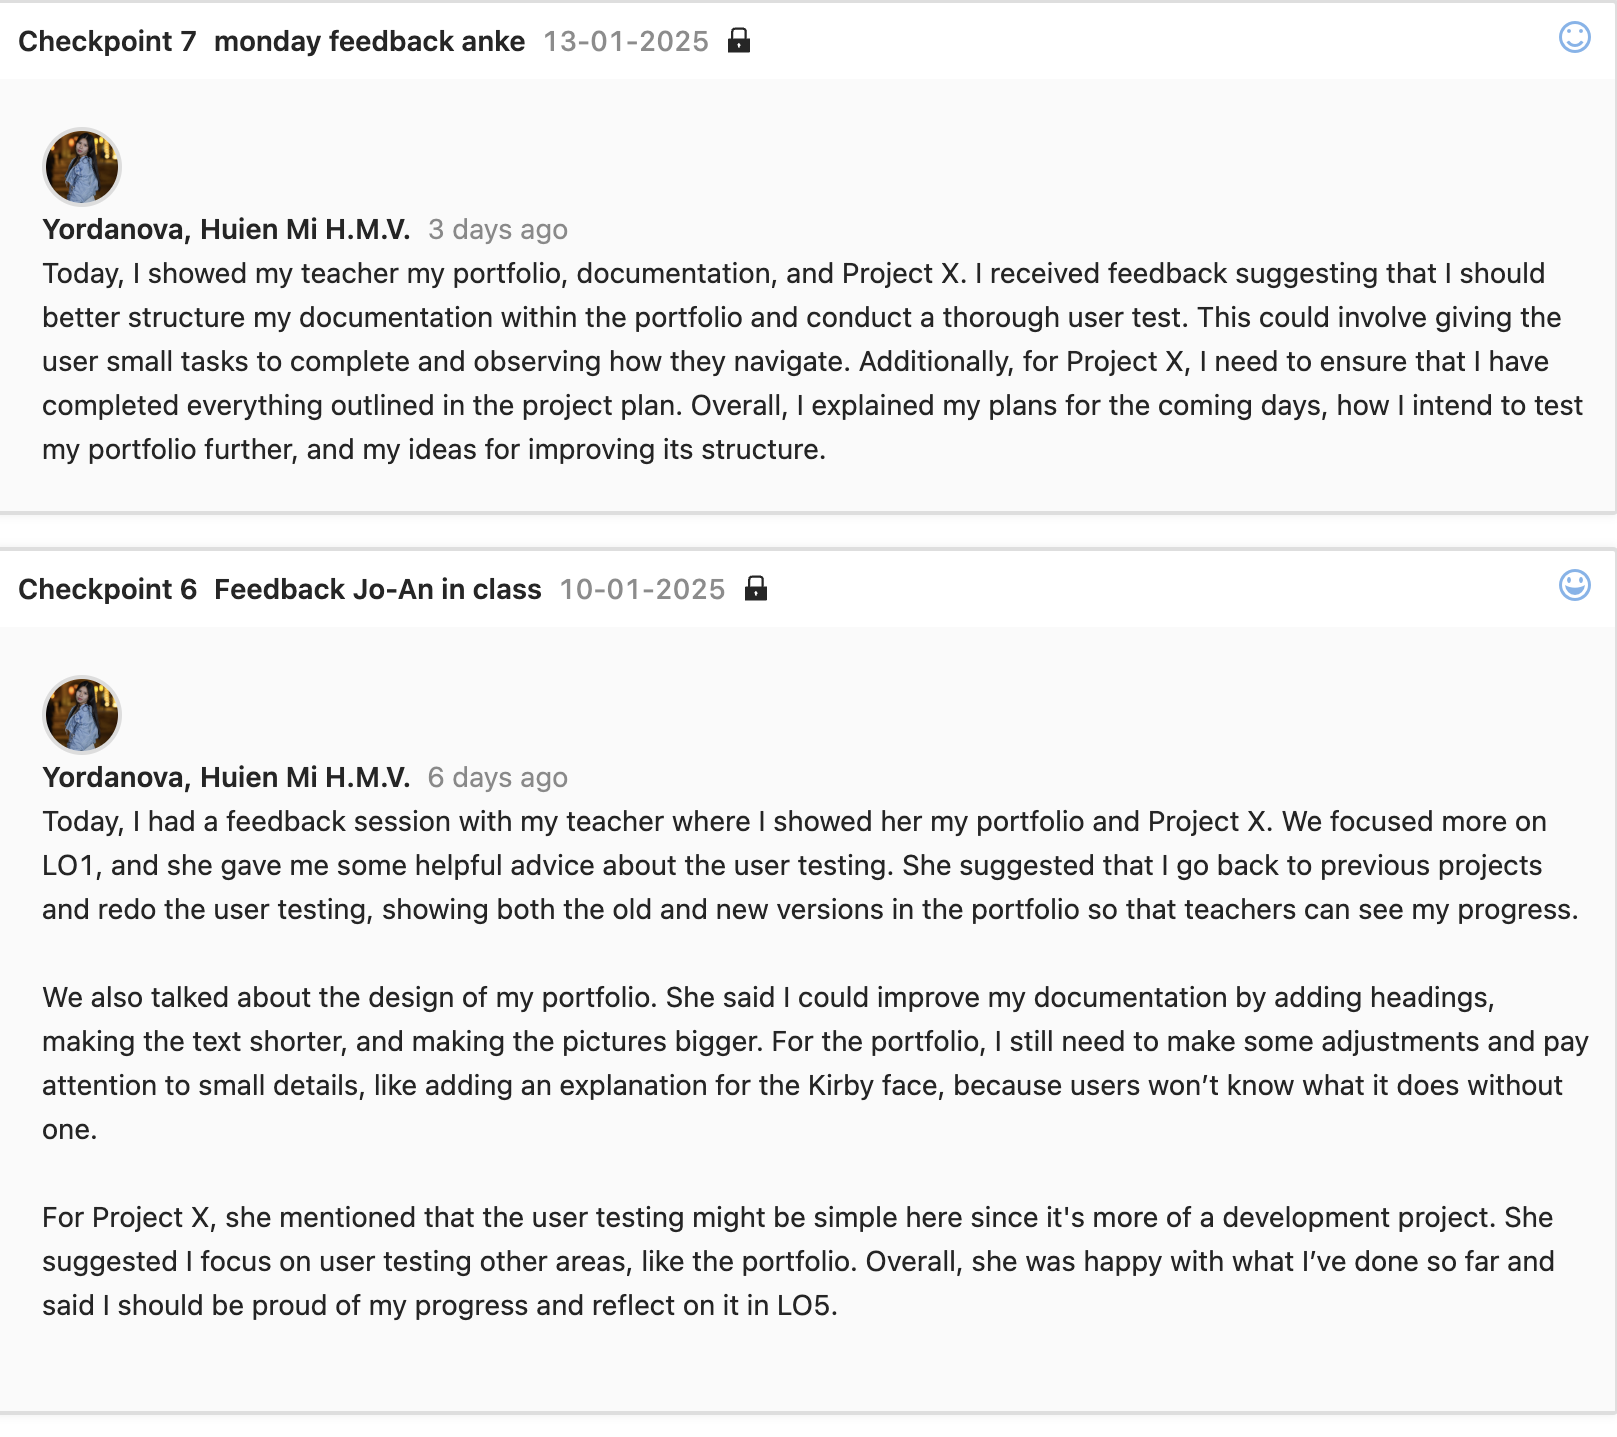 Checkpoint 7 monday feedback anke 13-01-2025
Yordanova, Huien Mi H.M.V. 3 days ago
Today, I showed my teacher my portfolio, documentation, and Project X. I received feedback suggesting that I should
better structure my documentation within the portfolio and conduct a thorough user test. This could involve giving the
user small tasks to complete and observing how they navigate. Additionally, for Project X, I need to ensure that I have
completed everything outlined in the project plan. Overall, I explained my plans for the coming days, how I intend to test
my portfolio further, and my ideas for improving its structure.
Checkpoint 6 Feedback Jo-An in class 10-01-2025
Yordanova, Huien Mi H.M.V. 6 days ago
Today, I had a feedback session with my teacher where I showed her my portfolio and Project X. We focused more on
LO1, and she gave me some helpful advice about the user testing. She suggested that I go back to previous projects
and redo the user testing, showing both the old and new versions in the portfolio so that teachers can see my progress.
We also talked about the design of my portfolio. She said I could improve my documentation by adding headings,
making the text shorter, and making the pictures bigger. For the portfolio, I still need to make some adjustments and pay
attention to small details, like adding an explanation for the Kirby face, because users won’t know what it does without
one.
For Project X, she mentioned that the user testing might be simple here since it's more of a development project. She
suggested I focus on user testing other areas, like the portfolio. Overall, she was happy with what I’ve done so far and
said I should be proud of my progress and reflect on it in LO5.